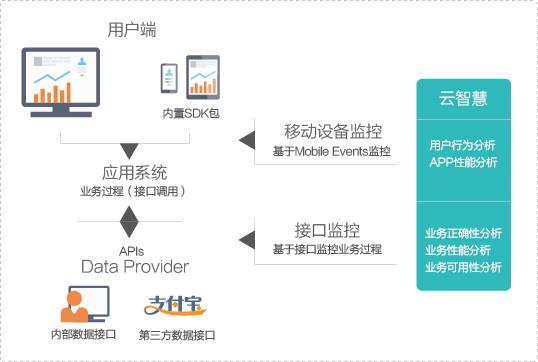 用户端
内置SDK包
应用系统
业务过程（接口调用）
APIs
Data Provider
内部数据接口
支付宝
第三方数据接口
移动设备监控
基于Mobile Events监控
接口监控
基于接口监控业务过程
云智慧
用户行为分析
APP性能分析
业务正确性分析
业务性能分析
业务可用性分析